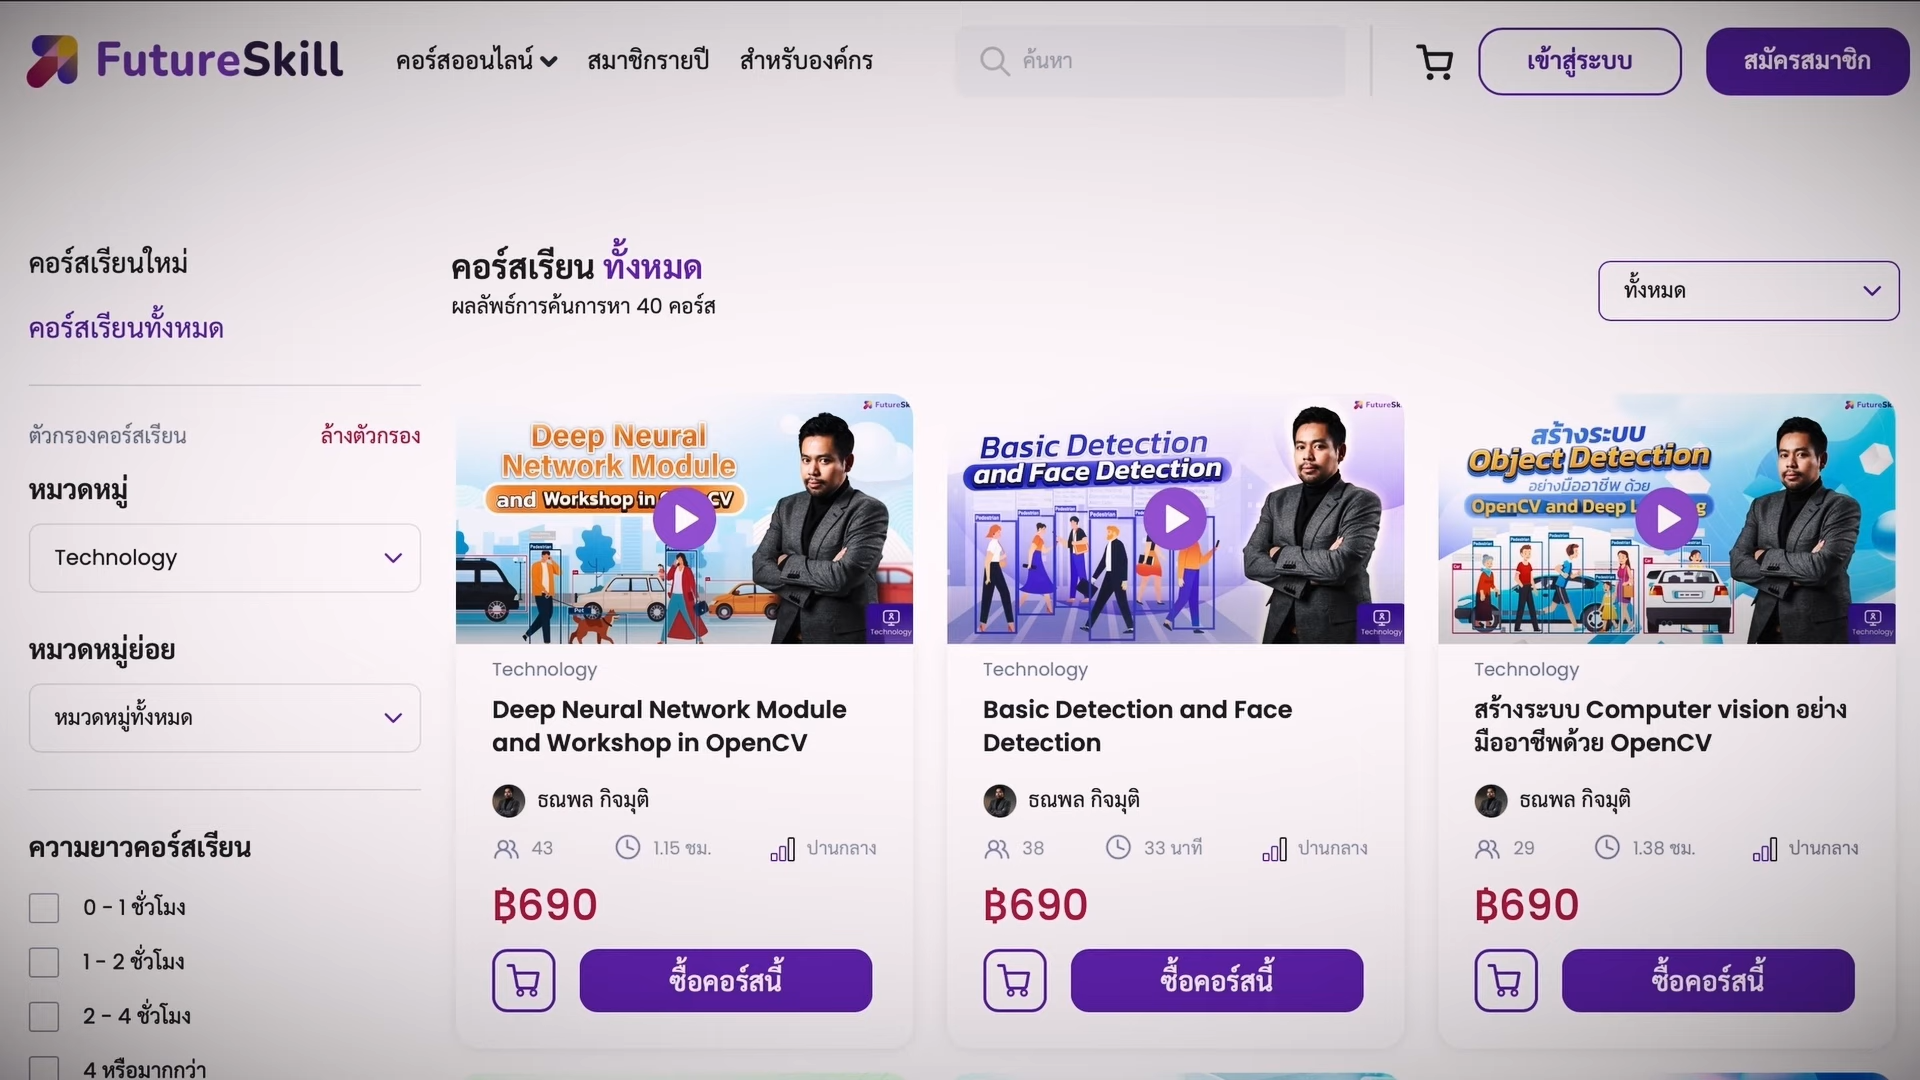 FutureSkill
คอร์สออนไลน์
สมาชิกรายปี
สำหรับองค์กร
ค้นหา
เข้าสู่ระบบ
สมัครสมาชิก
คอร์สเรียนใหม่
คอร์สเรียนทั้งหมด
ตัวกรองคอร์สเรียน
ล้างตัวกรอง
หมวดหมู่
Technology
หมวดหมู่ย่อย
หมวดหมู่ทั้งหมด
ความยาวคอร์สเรียน
0 - 1 ชั่วโมง
1 - 2 ชั่วโมง
2 - 4 ชั่วโมง
4 หรือมากกว่า
คอร์สเรียน ทั้งหมด
ผลลัพธ์การค้นการหา 40 คอร์ส
ทั้งหมด
FutureSk
Deep Neural
Network Module
and Workshop in CV
Technology
Technology
Deep Neural Network Module
and Workshop in OpenCV
ธณพล กิจมุติ
43
1.15 ชม.
ปานกลาง
฿690
ซื้อคอร์สนี้
FutureSk
Basic Detection
and Face Detection
Technology
Technology
Basic Detection and Face
Detection
ธณพล กิจมุติ
38
33 นาที
ปานกลาง
฿690
ซื้อคอร์สนี้
FutureSk
สร้างระบบ
Object Detection
อย่างมืออาชีพ ด้วย
OpenCV and Deep L g
Technology
Technology
สร้างระบบ Computer vision อย่าง
มืออาชีพด้วย OpenCV
ธณพล กิจมุติ
29
1.38 ชม.
ปานกลาง
฿690
ซื้อคอร์สนี้